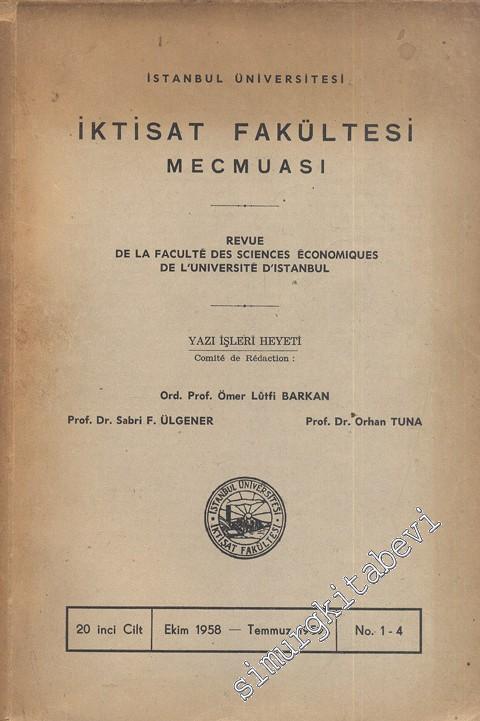 İSTANBUL ÜNİVERSİTESİ
İKTİSAT FAKÜLTESİ
MECMUASI
REVUE
DE LA FACULTÉ DES SCIENCES ÉCONOMIQUES
DE L'UNIVERSITÉ D'ISTANBUL
YAZI İŞLERİ HEYETİ
Comité de Rédaction :
Ord. Prof. Ömer Lûtfi BARKAN
Prof. Dr. Sabri F. ÜLGENER
Prof. Dr. Orhan TUNA
İSTANBUL ÜNİVERSİTESİ
İKTİSAT FAKÜLTESİ
20 inci Cilt
Ekim 1958 — Temmuz
No. 1 - 4
simurgkitabevi